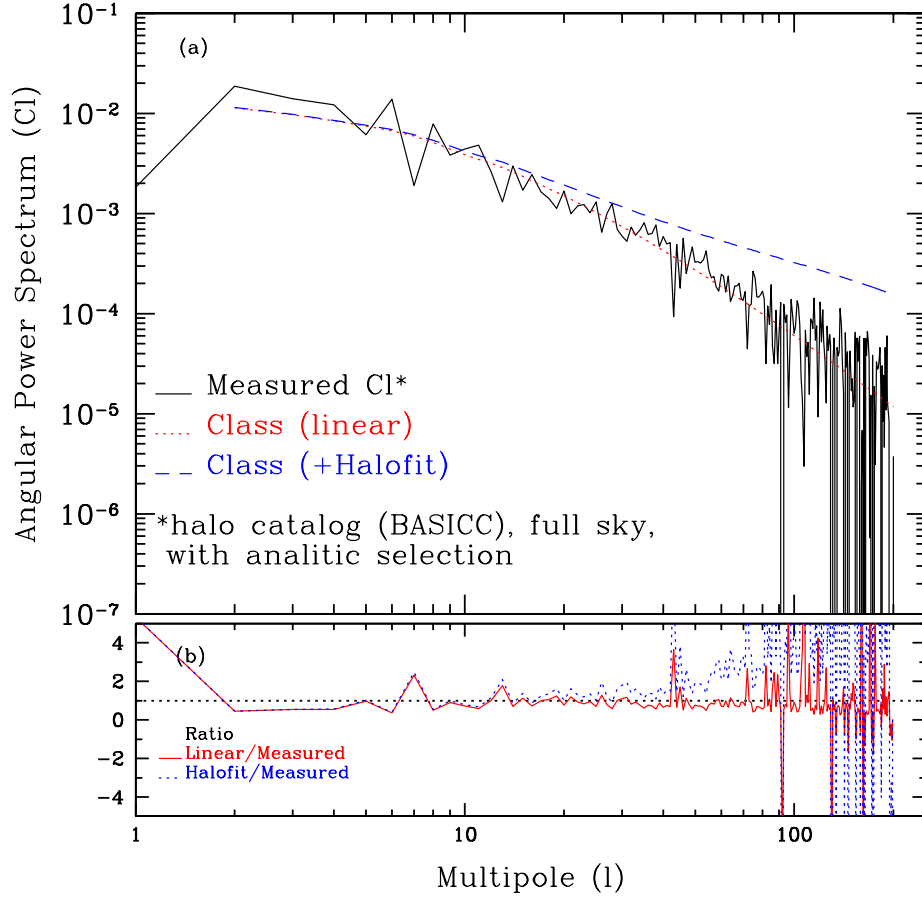 10^-1
(a)
10^-2
10^-3
10^-4
10^-5
10^-6
10^-7
Angular Power Spectrum (Cl)
Measured Cl*
Class (linear)
Class (+Halofit)
*halo catalog (BASICC), full sky,
with analitic selection
4
(b)
2
0
-2
-4
Ratio
Linear/Measured
Halofit/Measured
1 10 100
Multipole (l)